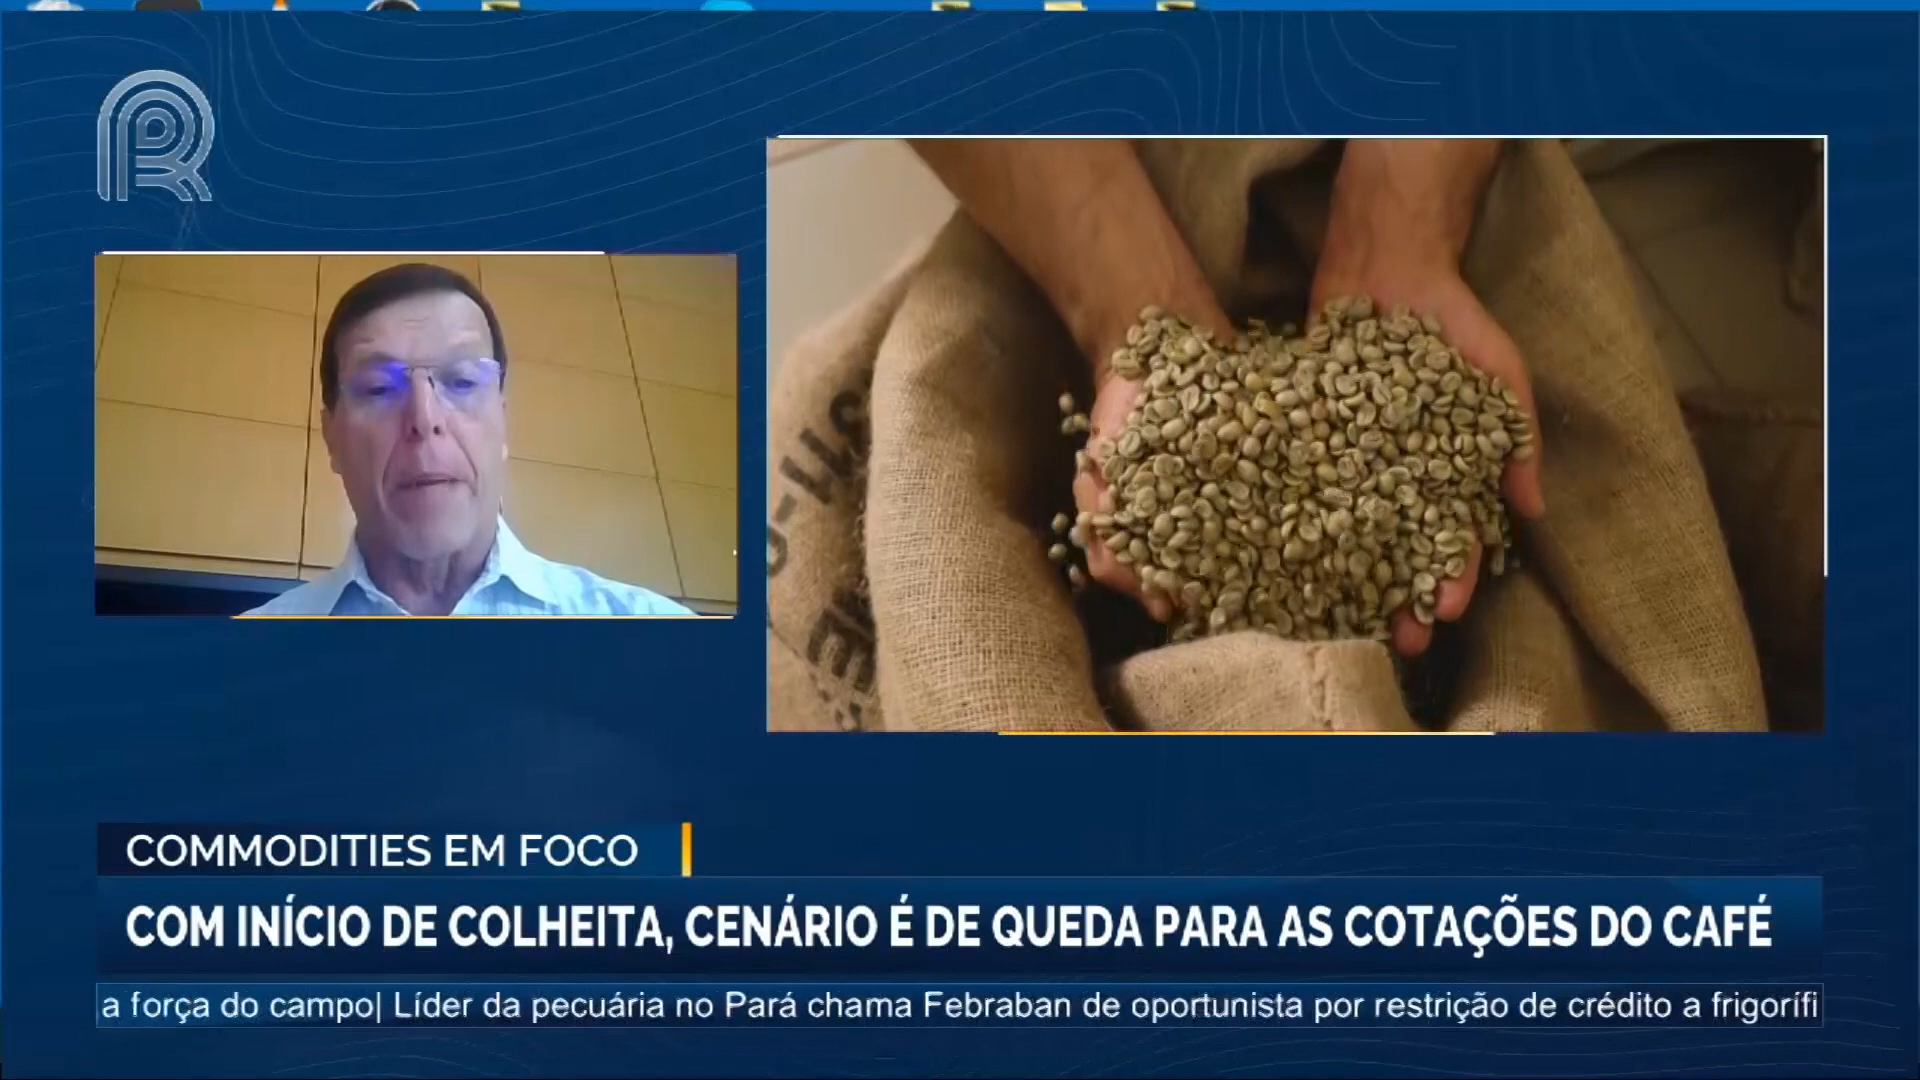 COMMODITIES EM FOCO
COM INÍCIO DE COLHEITA, CENÁRIO É DE QUEDA PARA AS COTAÇÕES DO CAFÉ
a força do campo| Líder da pecuária no Pará chama Febraban de oportunista por restrição de crédito a frigorífi